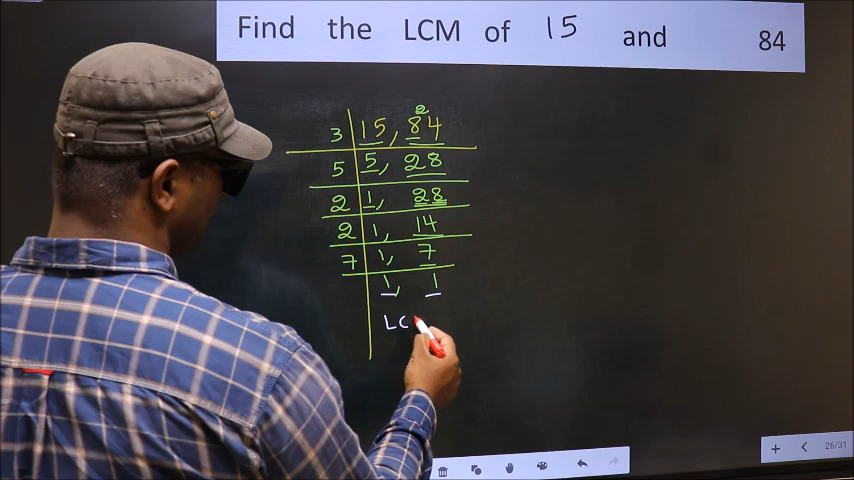 Find the LCM of 15 and 84
2
3 15, 84
5 5, 28
2 1, 28
2 1, 14
7 1, 7
1, 1
LC
26/31